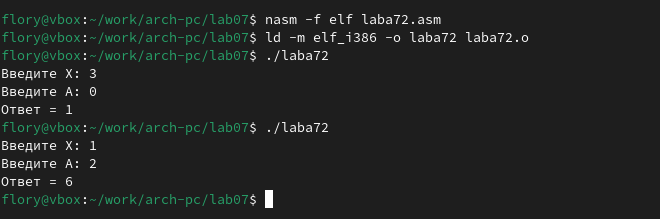 flory@vbox:~/work/arch-pc/lab07$ nasm -f elf laba72.asm
flory@vbox:~/work/arch-pc/lab07$ ld -m elf_i386 -o laba72 laba72.o
flory@vbox:~/work/arch-pc/lab07$ ./laba72
Введите X: 3
Введите A: 0
Ответ = 1
flory@vbox:~/work/arch-pc/lab07$ ./laba72
Введите X: 1
Введите A: 2
Ответ = 6
flory@vbox:~/work/arch-pc/lab07$